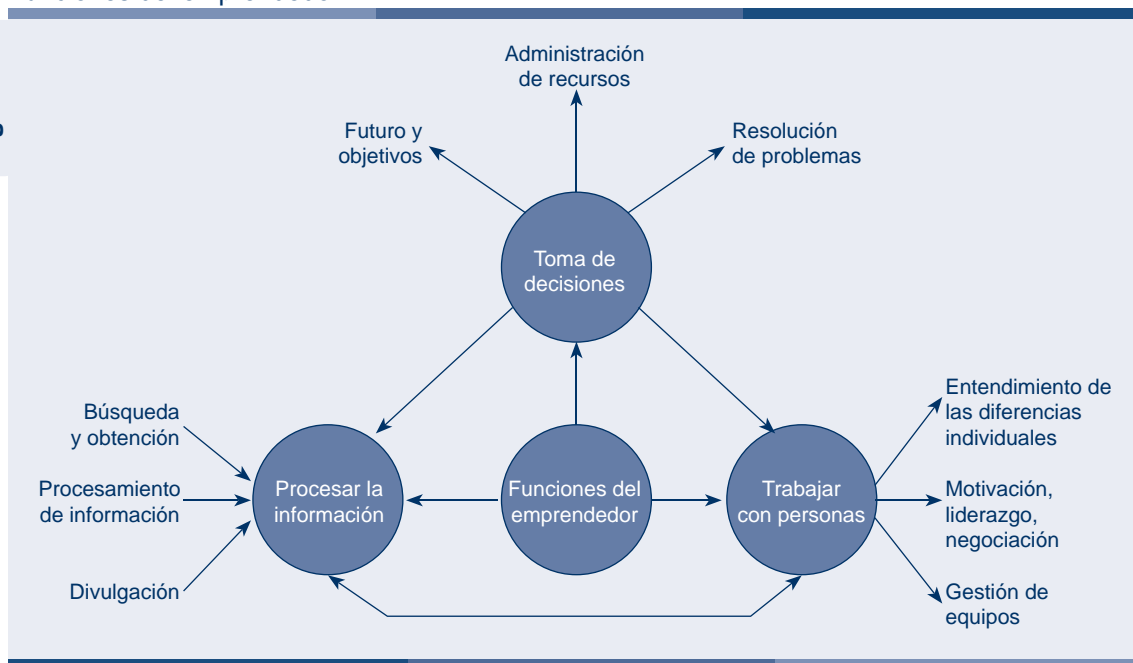 Administración
de recursos
Futuro y
objetivos
Resolución
de problemas
Toma de
decisiones
Búsqueda
y obtención
Procesamiento
de información
Divulgación
Procesar la
información
Funciones del
emprendedor
Trabajar
con personas
Entendimiento de
las diferencias
individuales
Motivación,
liderazgo,
negociación
Gestión de
equipos